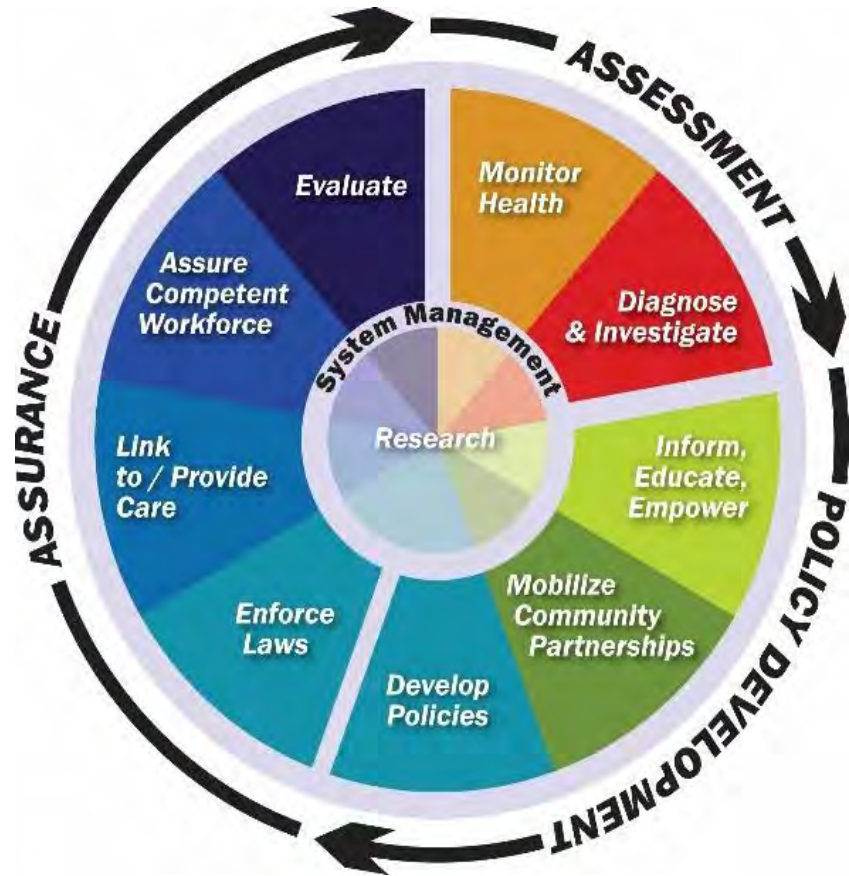 ASSESSMENT
Monitor
Health
Diagnose
& Investigate
POLICY DEVELOPMENT
Inform,
Educate,
Empower
Mobilize
Community
Partnerships
Develop
Policies
ASSURANCE
Enforce
Laws
Link
to / Provide
Care
Assure
Competent
Workforce
Evaluate
System Management
Research